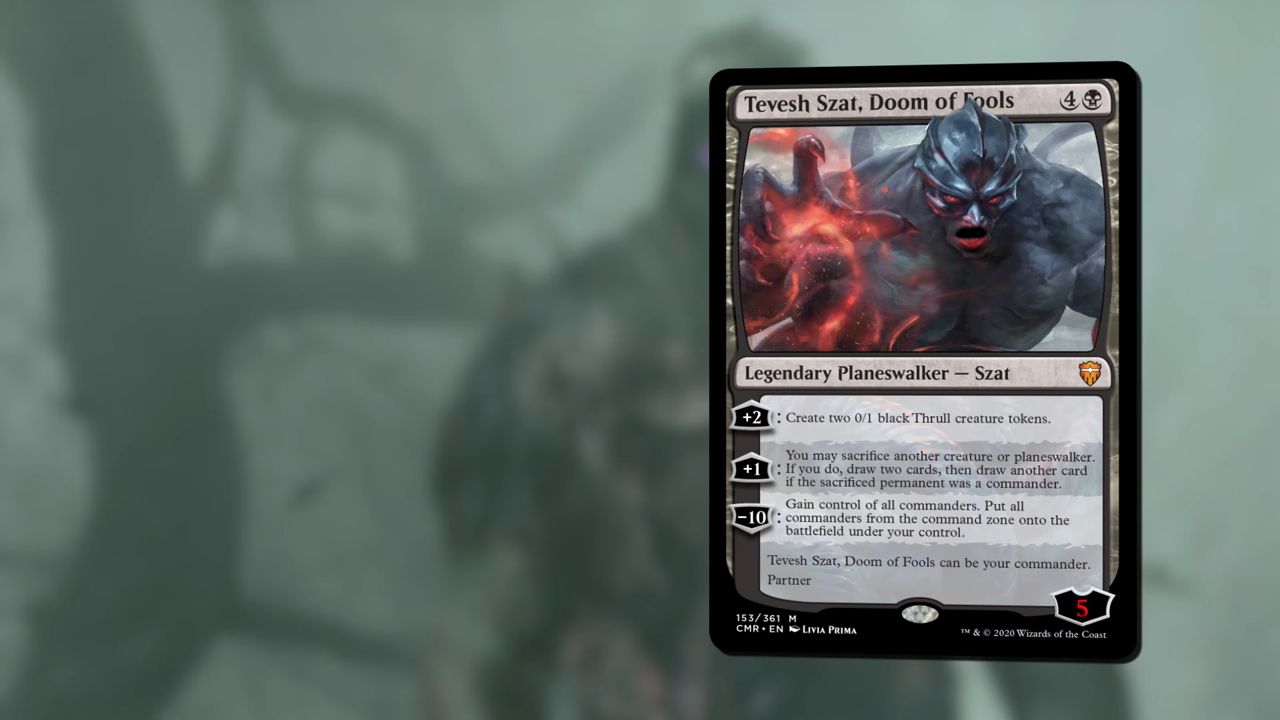 Tevesh Szat, Doom of Fools 4
Legendary Planeswalker — Szat
+2 : Create two 0/1 black Thrull creature tokens.
You may sacrifice another creature or planeswalker.
+1 : If you do, draw two cards, then draw another card
if the sacrificed permanent was a commander.
Gain control of all commanders. Put all
−10 : commanders from the command zone onto the
battlefield under your control.
Tevesh Szat, Doom of Fools can be your commander.
Partner
5
153/361 M
CMR • EN Livia Prima
™ & © 2020 Wizards of the Coast